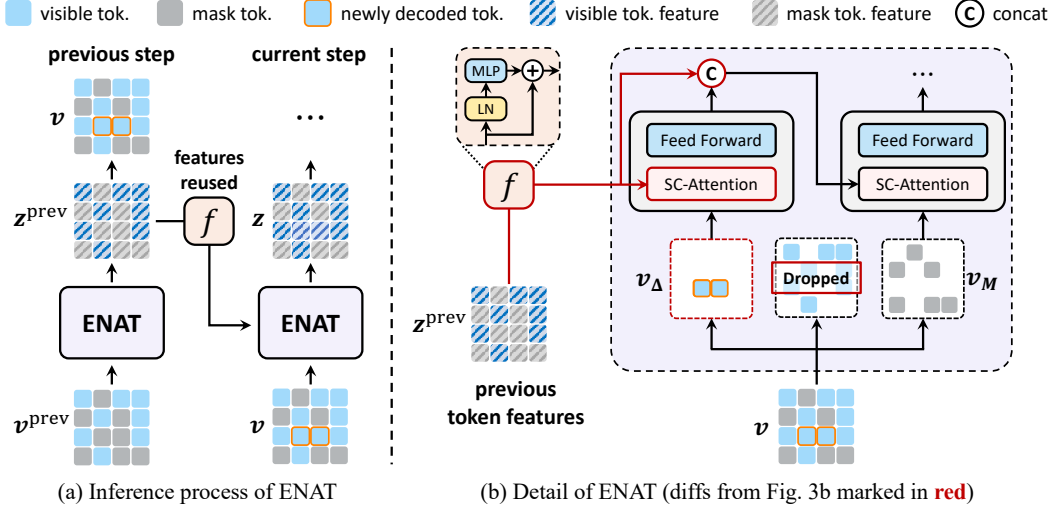 visible tok. mask tok. newly decoded tok. visible tok. feature mask tok. feature C concat
previous step current step
v
...
features
reused
z^prev
f
z
ENAT ENAT
v^prev
v
(a) Inference process of ENAT
MLP +
LN
C
...
Feed Forward Feed Forward
f
SC-Attention SC-Attention
v_Δ
Dropped
v_M
z^prev
previous
token features
v
(b) Detail of ENAT (diffs from Fig. 3b marked in red)